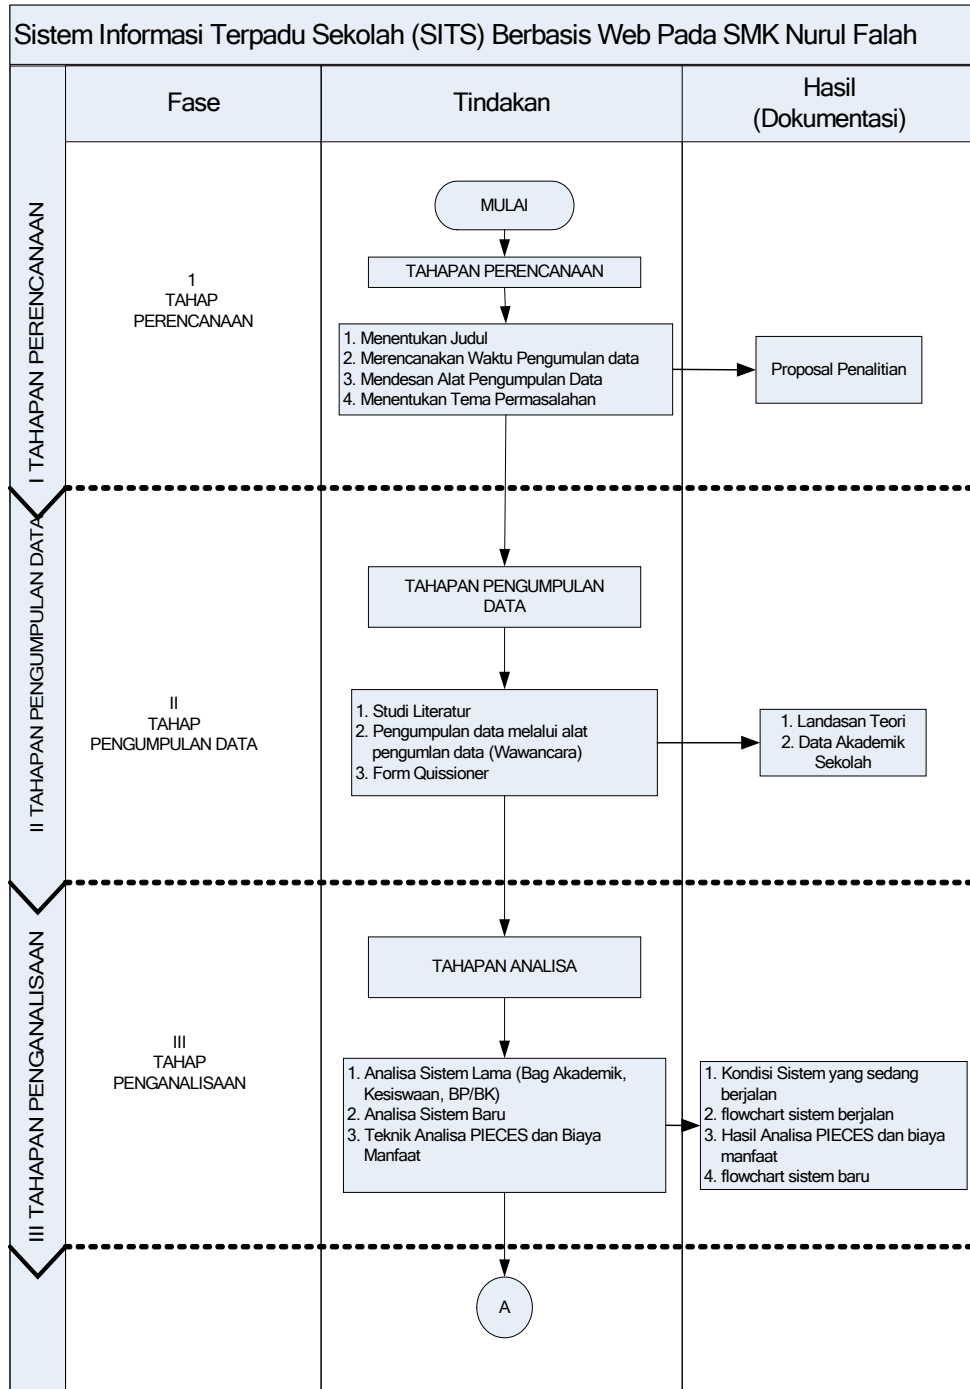 Sistem Informasi Terpadu Sekolah (SITS) Berbasis Web Pada SMK Nurul Falah
Fase
Tindakan
Hasil
(Dokumentasi)
I TAHAPAN PERENCANAAN
1
TAHAP
PERENCANAAN
MULAI
TAHAPAN PERENCANAAN
1. Menentukan Judul
2. Merencanakan Waktu Pengumulan data
3. Mendesan Alat Pengumpulan Data
4. Menentukan Tema Permasalahan
Proposal Penalitian
II TAHAPAN PENGUMPULAN DATA
II
TAHAP
PENGUMPULAN DATA
TAHAPAN PENGUMPULAN
DATA
1. Studi Literatur
2. Pengumpulan data melalui alat
pengumlan data (Wawancara)
3. Form Quissioner
1. Landasan Teori
2. Data Akademik
Sekolah
III TAHAPAN PENGANALISAAN
III
TAHAP
PENGANALISAAN
TAHAPAN ANALISA
1. Analisa Sistem Lama (Bag Akademik,
Kesiswaan, BP/BK)
2. Analisa Sistem Baru
3. Teknik Analisa PIECES dan Biaya
Manfaat
1. Kondisi Sistem yang sedang
berjalan
2. flowchart sistem berjalan
3. Hasil Analisa PIECES dan biaya
manfaat
4. flowchart sistem baru
A